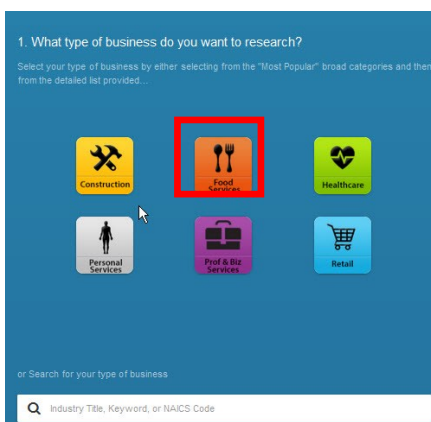 1. What type of business do you want to research?
Select your type of business by either selecting from the "Most Popular" broad categories and then
from the detailed list provided...
Construction
Food
Services
Healthcare
Personal
Services
Prof & Biz
Services
Retail
or Search for your type of business
Industry Title, Keyword, or NAICS Code